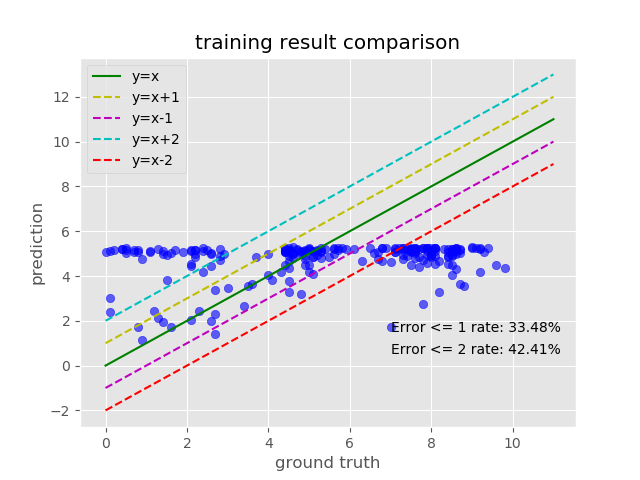 training result comparison
y=x
y=x+1
y=x-1
y=x+2
y=x-2
12
10
8
6
4
2
0
−2
prediction
Error <= 1 rate: 33.48%
Error <= 2 rate: 42.41%
0 2 4 6 8 10
ground truth